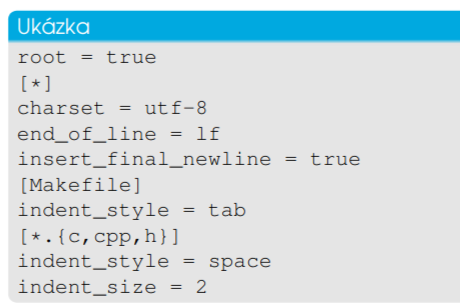 Ukázka
root = true
[*]
charset = utf-8
end_of_line = lf
insert_final_newline = true
[Makefile]
indent_style = tab
[*.{c,cpp,h}]
indent_style = space
indent_size = 2